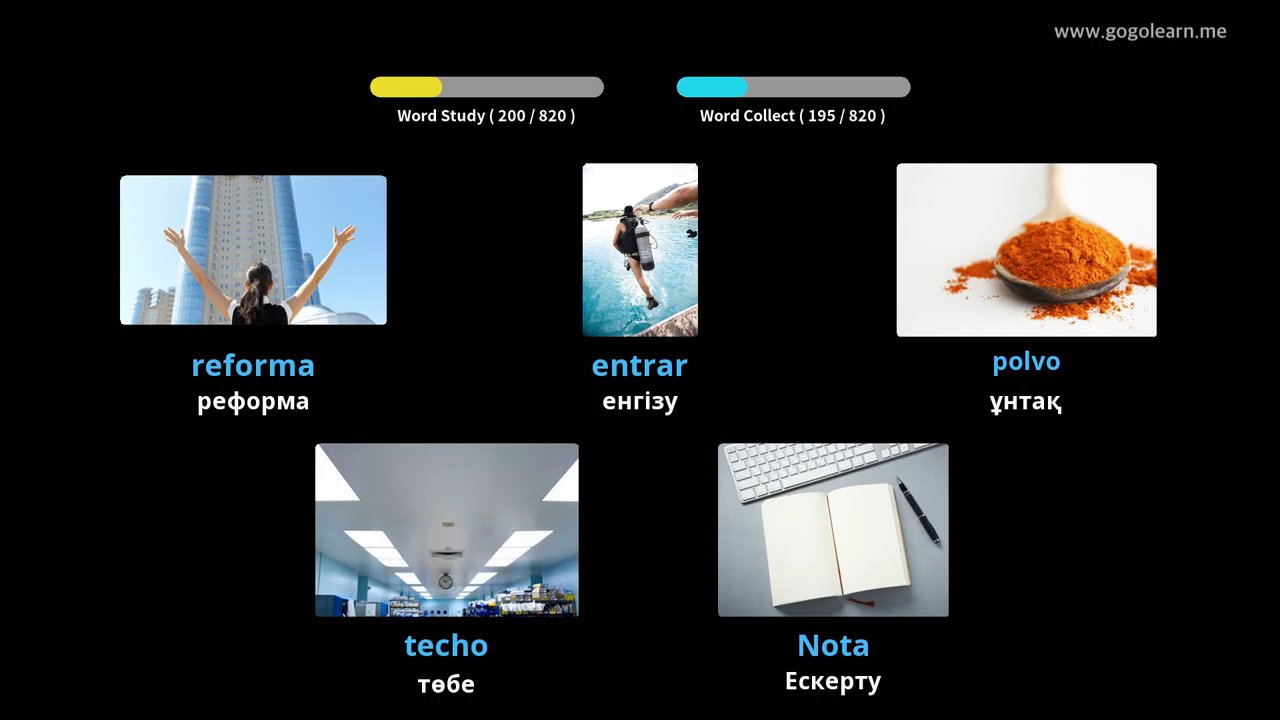 www.gogolearn.me
Word Study ( 200 / 820 )
Word Collect ( 195 / 820 )
reforma
реформа
entrar
енгізу
polvo
ұнтақ
techo
төбе
Nota
Ескерту